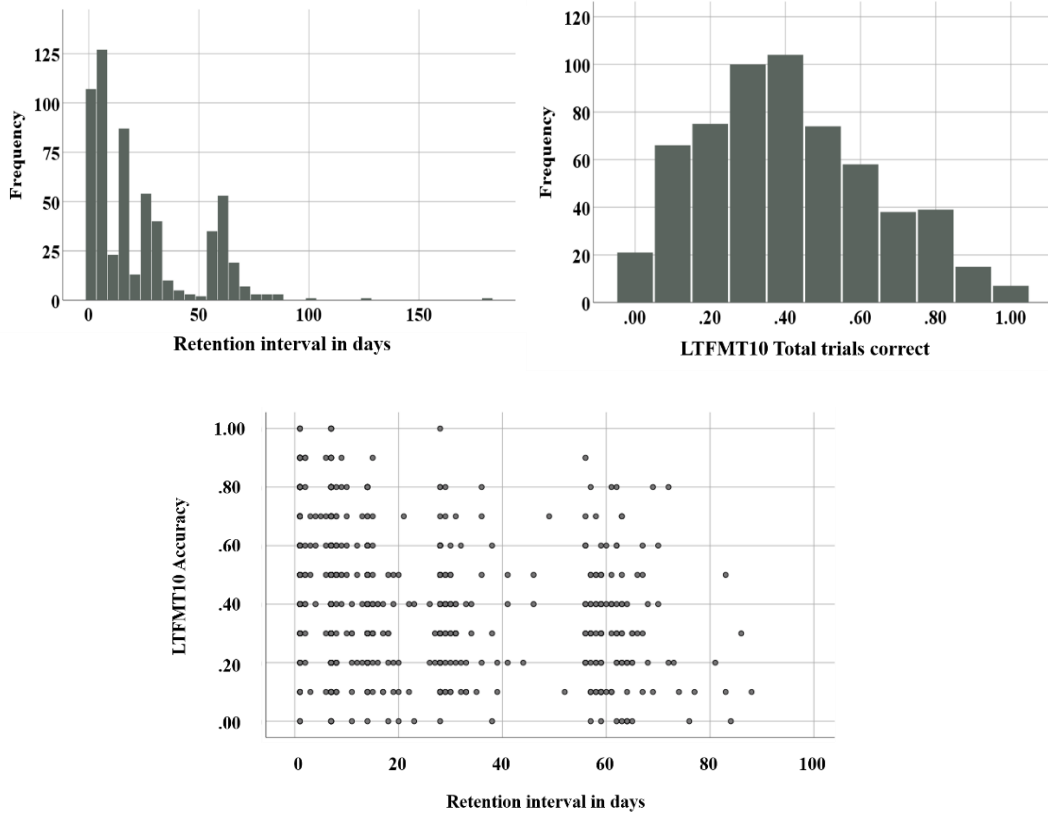 Frequency
125
100
75
50
25
0
0 50 100 150
Retention interval in days
Frequency
120
100
80
60
40
20
0
.00 .20 .40 .60 .80 1.00
LTFMT10 Total trials correct
LTFMT10 Accuracy
1.00
.80
.60
.40
.20
.00
0 20 40 60 80 100
Retention interval in days